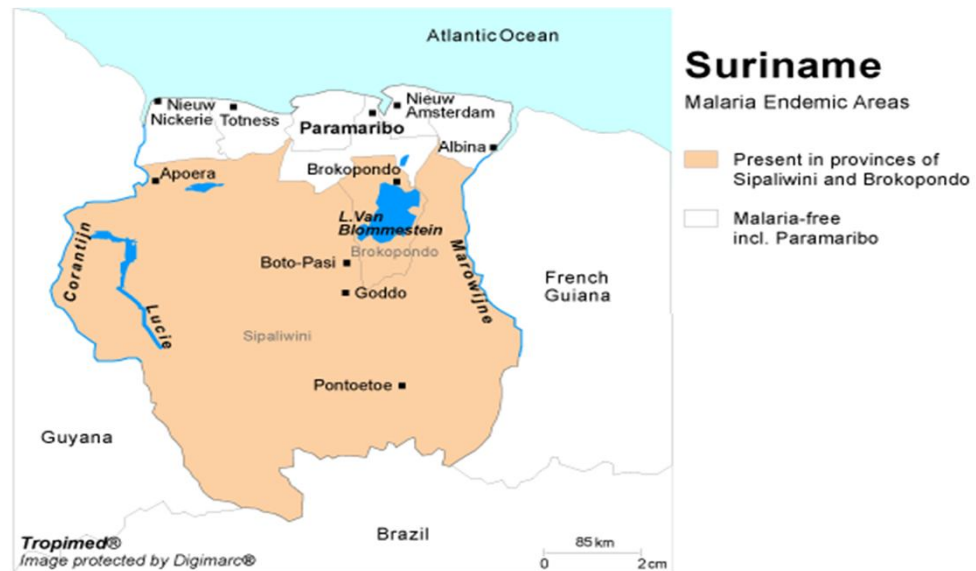 Atlantic Ocean
Suriname
Malaria Endemic Areas
Present in provinces of
Sipaliwini and Brokopondo
Malaria-free
incl. Paramaribo
Nieuw
Nickerie
Totness
Paramaribo
Nieuw
Amsterdam
Albina
Apoera
Brokopondo
L.Van
Blommestein
Brokopondo
Corantijn
Lucie
Boto-Pasi
Goddo
Marowijne
French
Guiana
Sipaliwini
Pontoetoe
Guyana
Brazil
Tropimed®
Image protected by Digimarc®
85 km
0 2 cm